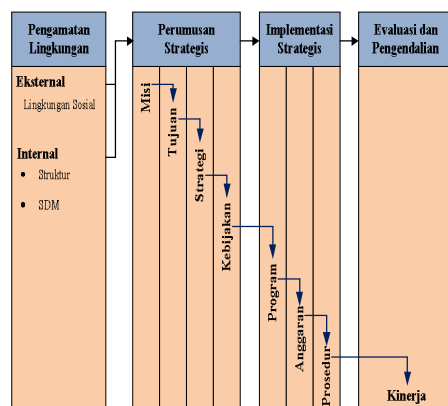 Pengamatan
Lingkungan
Eksternal
Lingkungan Sosial
Internal
Struktur
SDM
Perumusan
Strategis
Misi
Tujuan
Strategi
Kebijakan
Implementasi
Strategis
Program
Anggaran
Prosedur
Evaluasi dan
Pengendalian
Kinerja